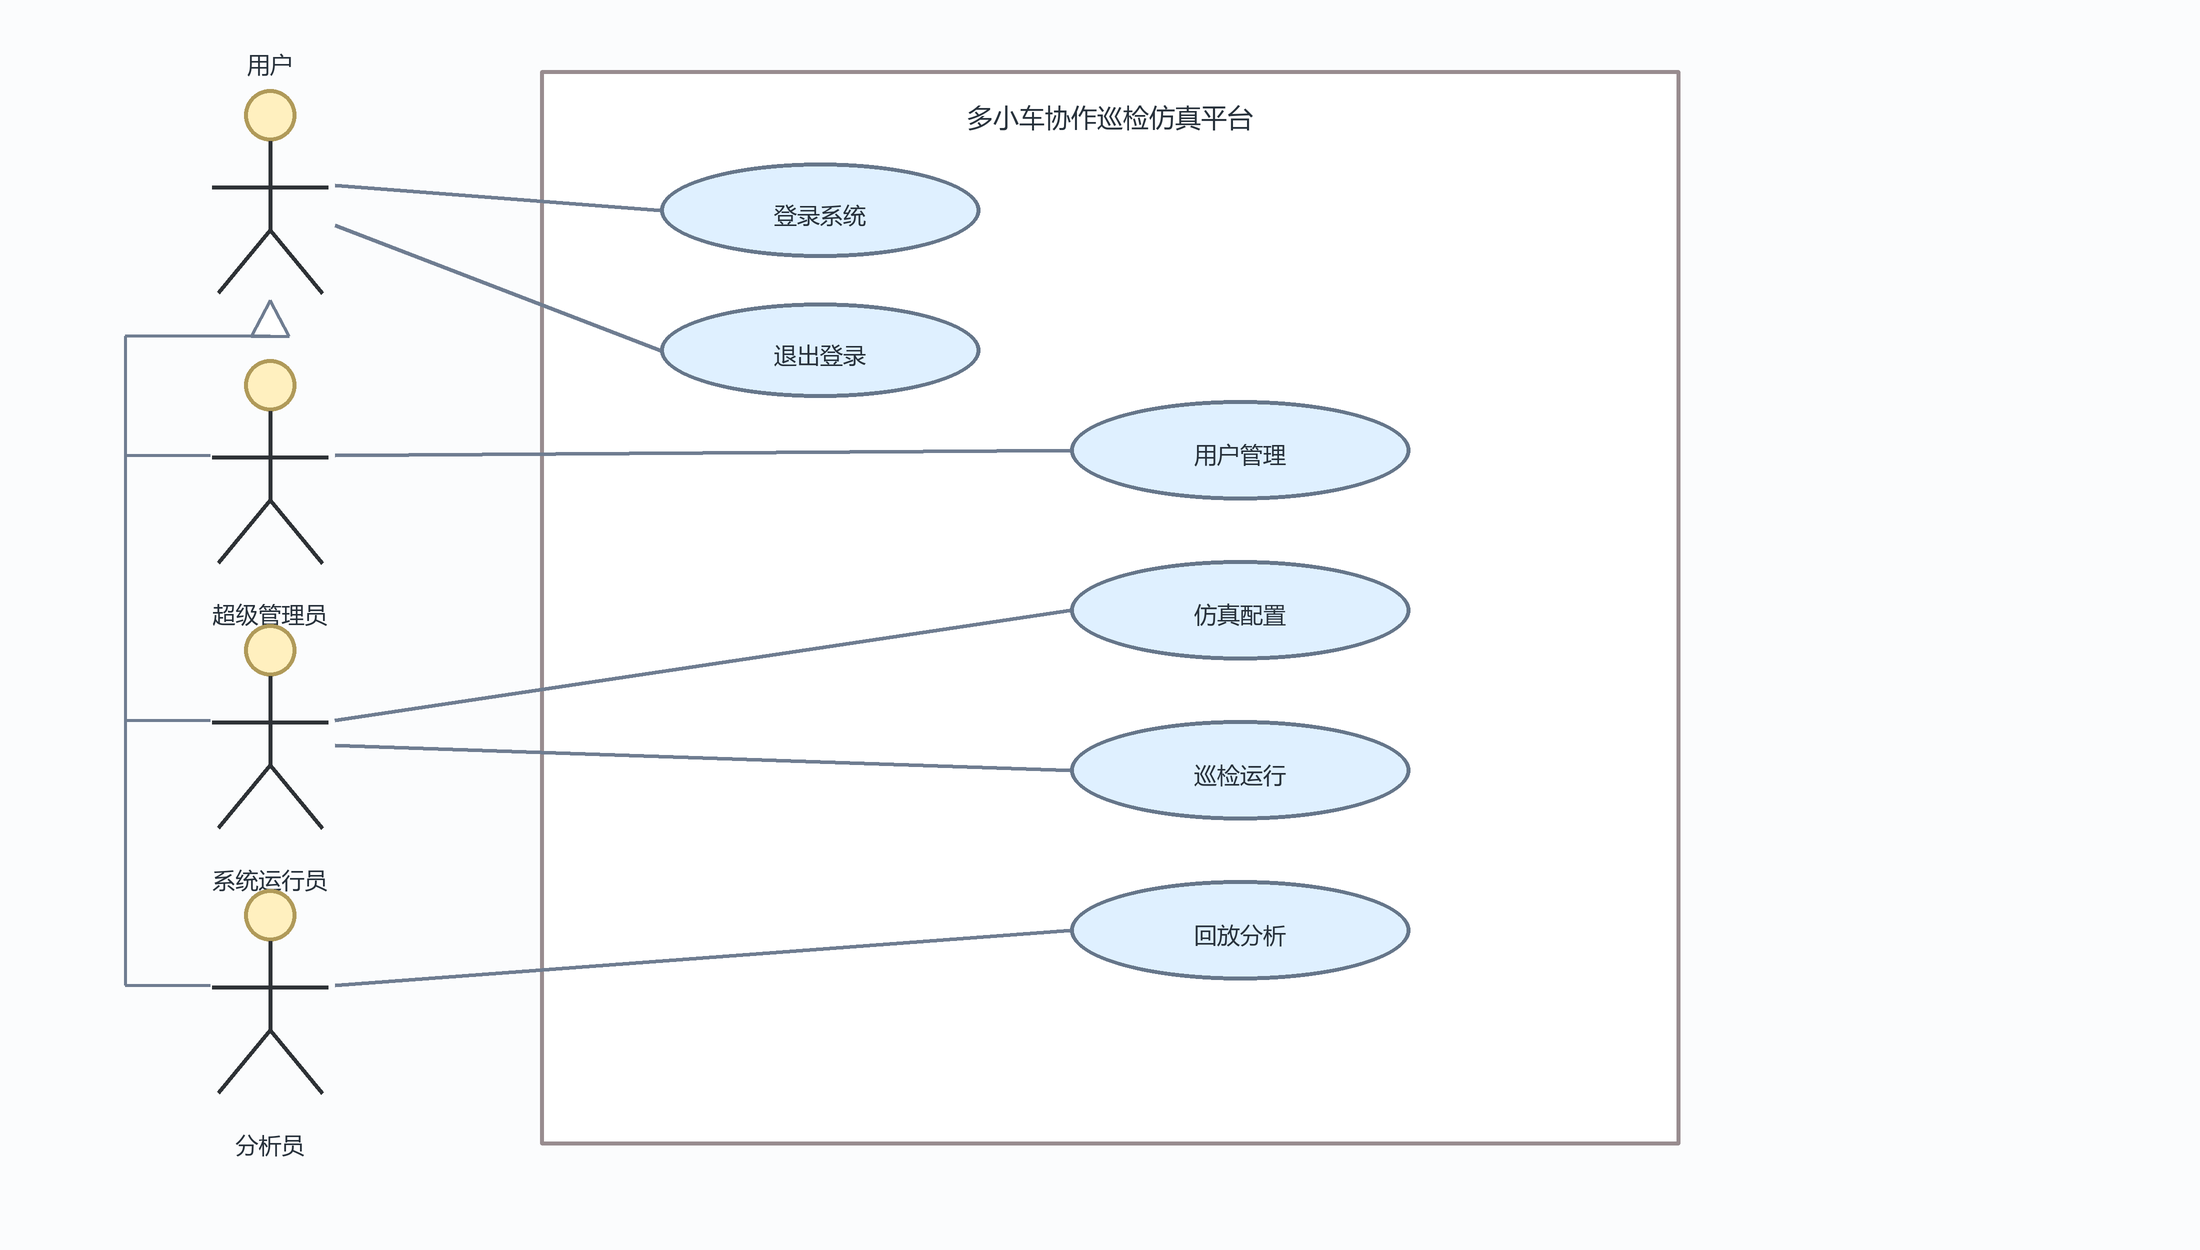 用户
多小车协作巡检仿真平台
登录系统
退出登录
用户管理
超级管理员
仿真配置
巡检运行
系统运行员
回放分析
分析员